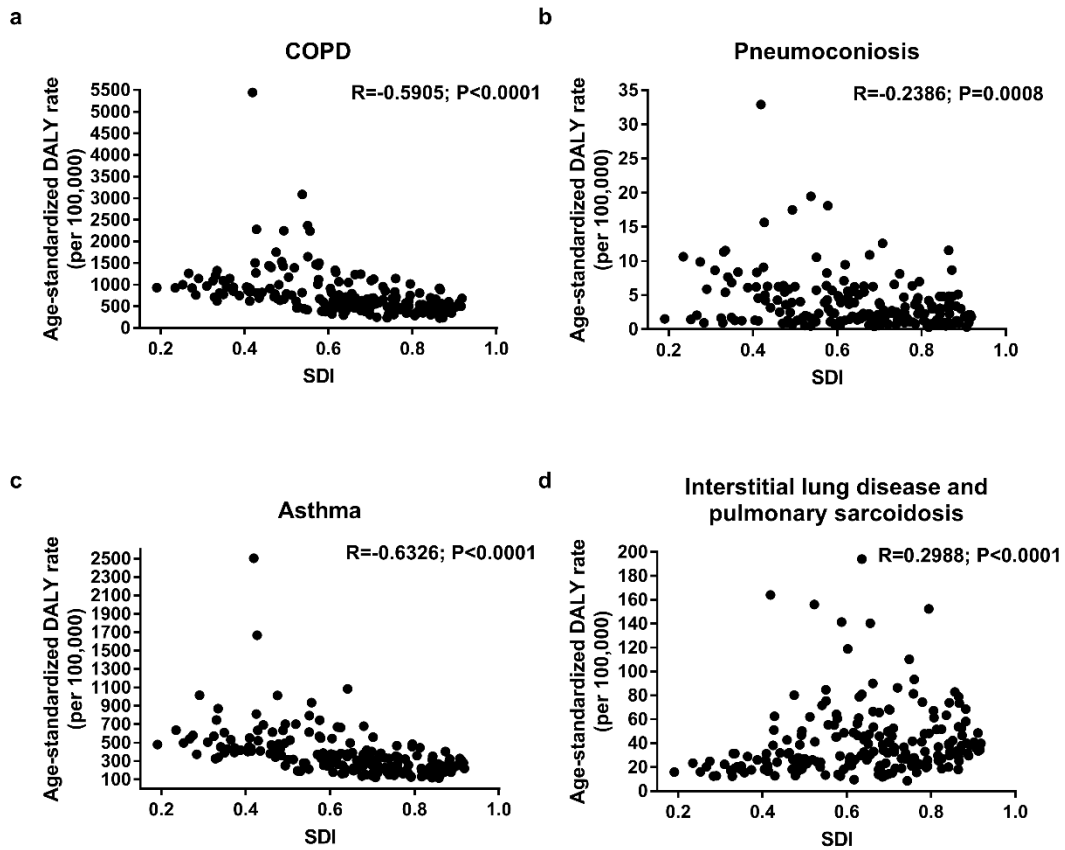 a
COPD
R=-0.5905; P<0.0001
Age-standardized DALY rate
(per 100,000)
5500
5000
4500
4000
3500
3000
2500
2000
1500
1000
500
0
0.2 0.4 0.6 0.8 1.0
SDI
b
Pneumoconiosis
R=-0.2386; P=0.0008
Age-standardized DALY rate
(per 100,000)
35
30
25
20
15
10
5
0
0.2 0.4 0.6 0.8 1.0
SDI
c
Asthma
R=-0.6326; P<0.0001
Age-standardized DALY rate
(per 100,000)
2500
2300
2100
1900
1700
1500
1300
1100
900
700
500
300
100
0.2 0.4 0.6 0.8 1.0
SDI
d
Interstitial lung disease and
pulmonary sarcoidosis
R=0.2988; P<0.0001
Age-standardized DALY rate
(per 100,000)
200
180
160
140
120
100
80
60
40
20
0
0.2 0.4 0.6 0.8 1.0
SDI